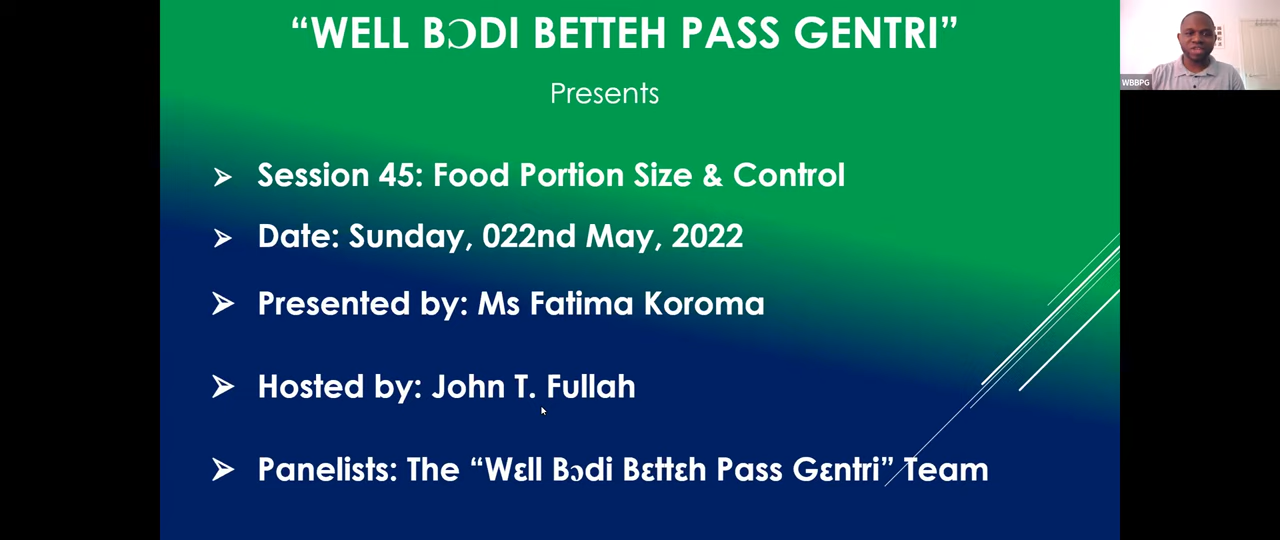 “WELL BƆDI BETTEH PASS GENTRI”
Presents
Session 45: Food Portion Size & Control
Date: Sunday, 022nd May, 2022
Presented by: Ms Fatima Koroma
Hosted by: John T. Fullah
Panelists: The “Wɛll Bɔdi Bɛttɛh Pass Gɛntri” Team
WBBPG